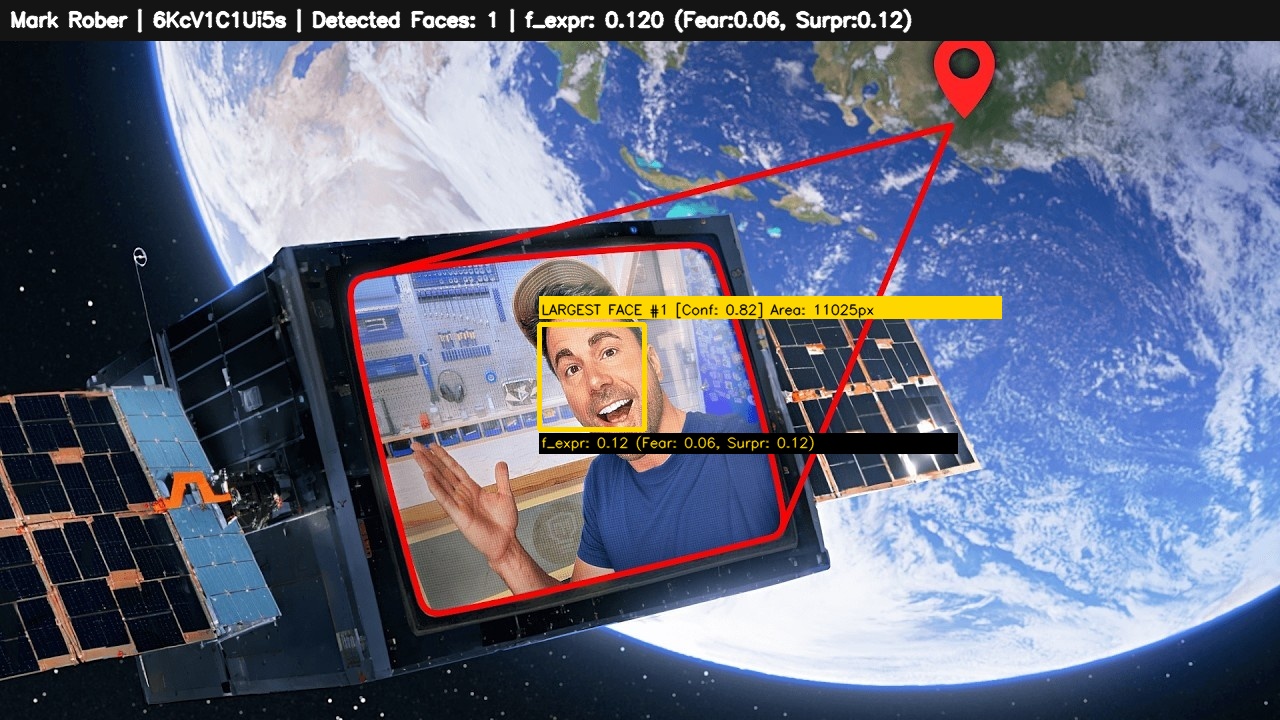 Mark Rober | 6KcV1C1Ui5s | Detected Faces: 1 | f_expr: 0.120 (Fear:0.06, Surpr:0.12)
LARGEST FACE #1 [Conf: 0.82] Area: 11025px
f_expr: 0.12 (Fear: 0.06, Surpr: 0.12)